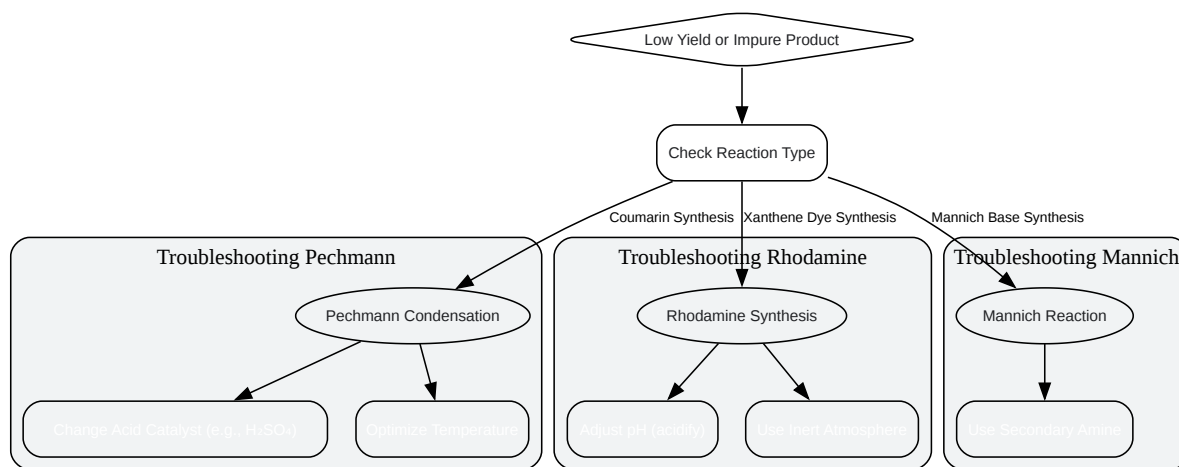 Low Yield or Impure Product
Check Reaction Type
Coumarin Synthesis
Xanthene Dye Synthesis
Mannich Base Synthesis
Troubleshooting Pechmann
Troubleshooting Rhodamine
Troubleshooting Mannich
Pechmann Condensation
Rhodamine Synthesis
Mannich Reaction
Change Acid Catalyst (e.g., H₂SO₄)
Optimize Temperature
Adjust pH (acidify)
Use Inert Atmosphere
Use Secondary Amine